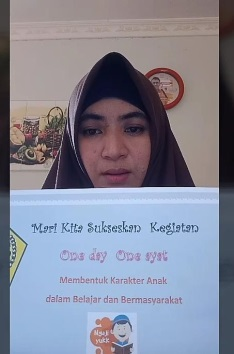 Mari Kita Sukseskan Kegiatan
One day One ayat
Membentuk Karakter Anak
dalam Belajar dan Bermasyarakat